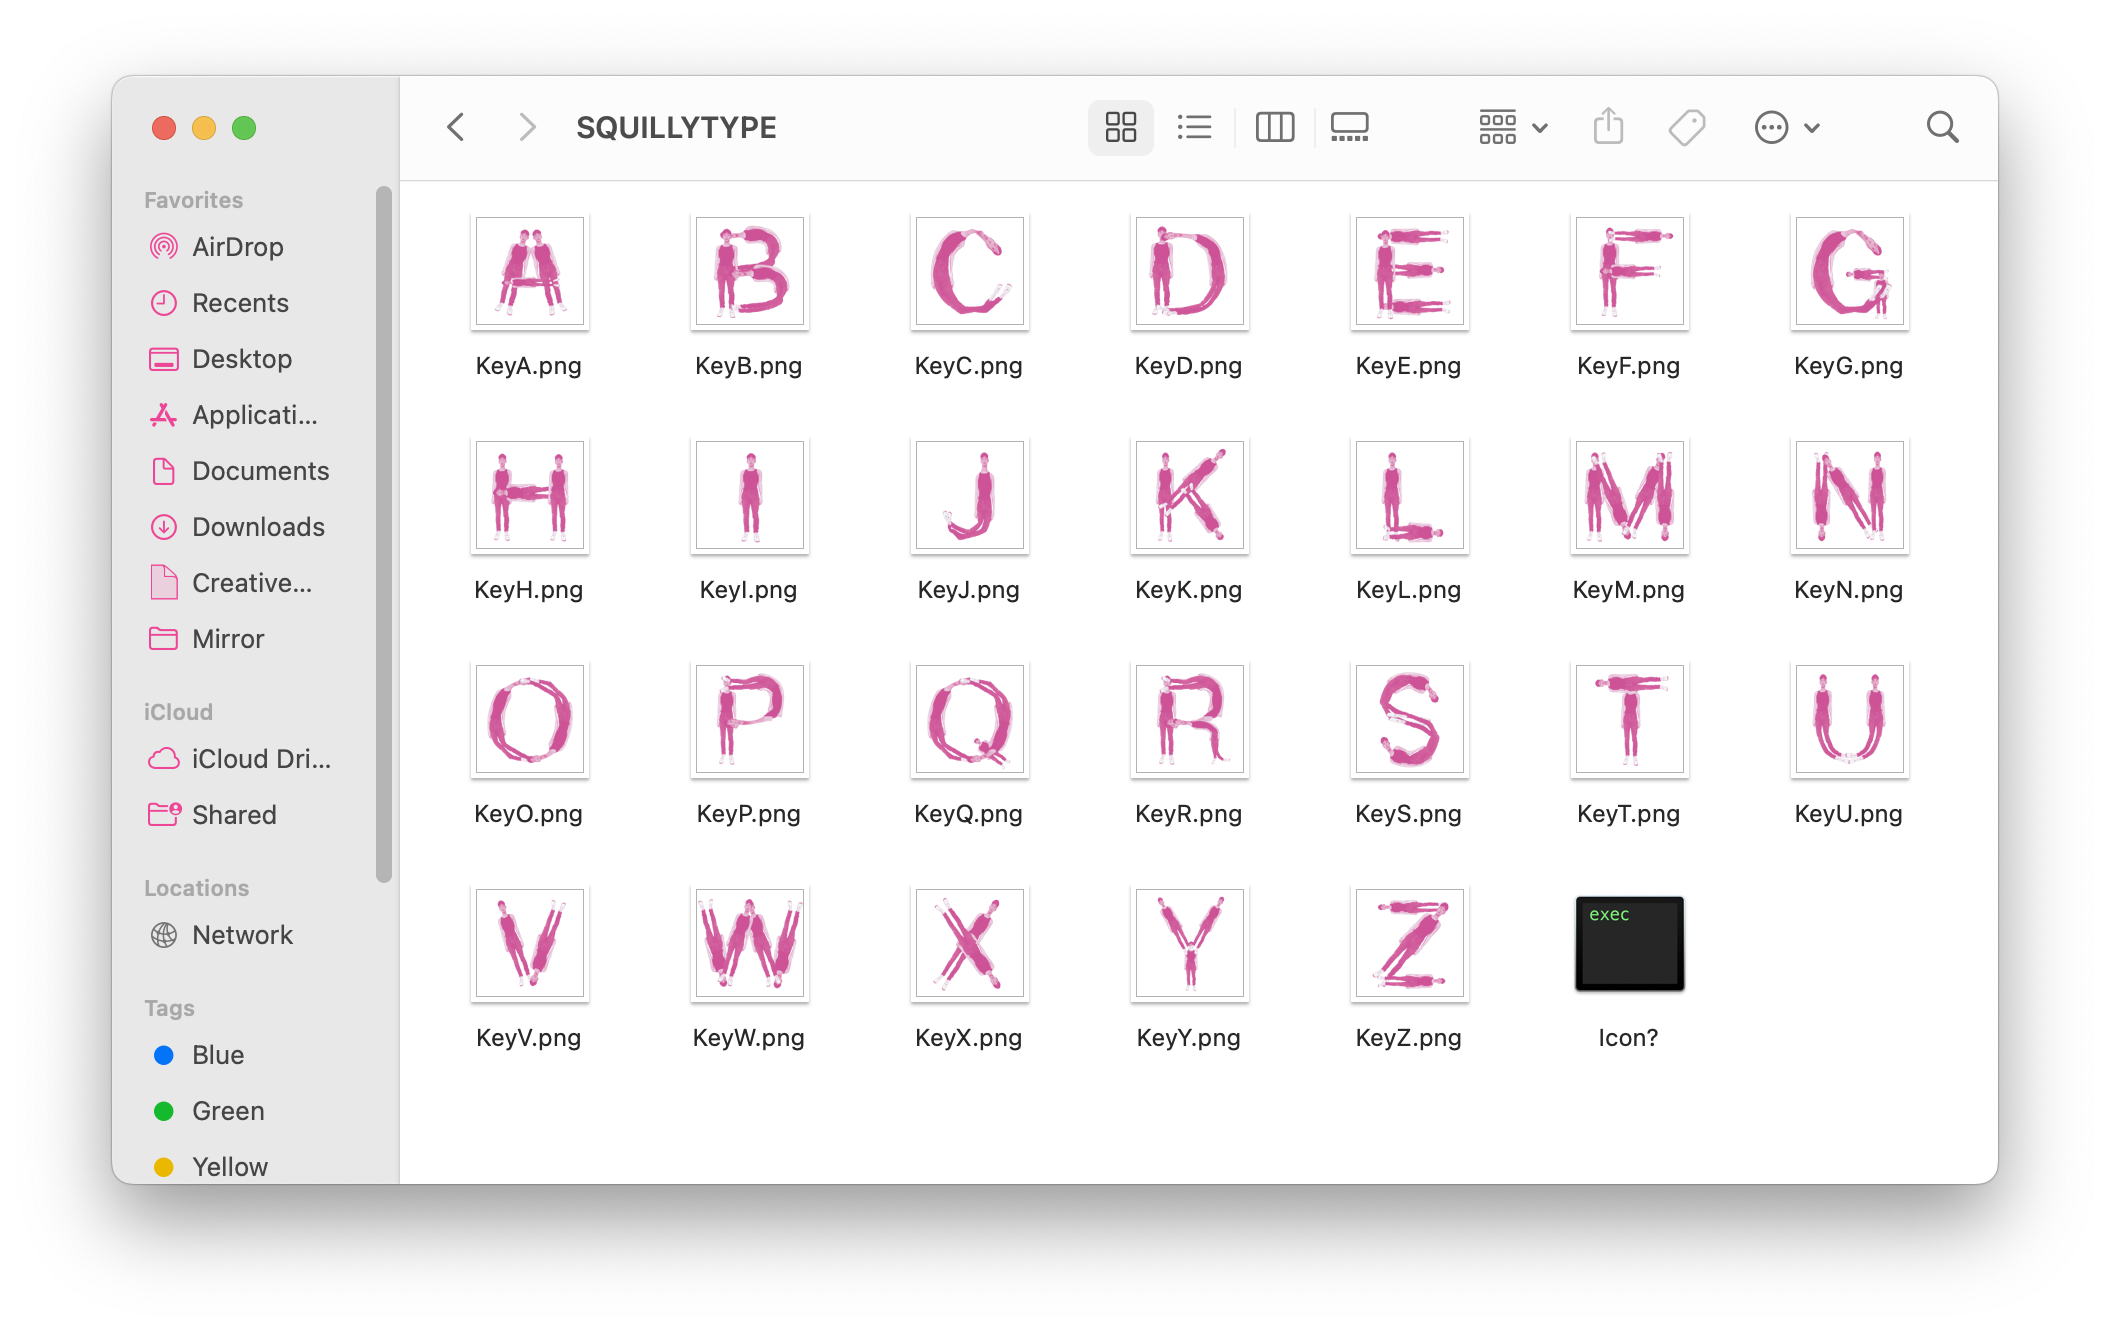 SQUILLYTYPE
Favorites
AirDrop
Recents
Desktop
Applicati...
Documents
Downloads
Creative...
Mirror
iCloud
iCloud Dri...
Shared
Locations
Network
Tags
Blue
Green
Yellow
A B C D E F G
KeyA.png KeyB.png KeyC.png KeyD.png KeyE.png KeyF.png KeyG.png
H I J K L M N
KeyH.png KeyI.png KeyJ.png KeyK.png KeyL.png KeyM.png KeyN.png
O P Q R S T U
KeyO.png KeyP.png KeyQ.png KeyR.png KeyS.png KeyT.png KeyU.png
V W X Y Z exec
KeyV.png KeyW.png KeyX.png KeyY.png KeyZ.png Icon?